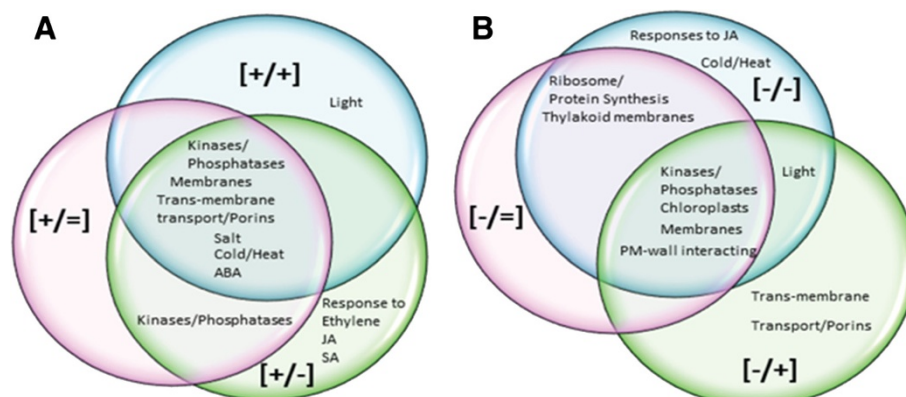 A
[+/+]
Light
Kinases/
Phosphatases
Membranes
Trans-membrane
transport/Porins
Salt
Cold/Heat
ABA
[+/=]
Kinases/Phosphatases
Response to
Ethylene
JA
SA
[+/-]
B
Responses to JA
Cold/Heat
[-/-]
Ribosome/
Protein Synthesis
Thylakoid membranes
Kinases/
Phosphatases
Chloroplasts
Membranes
PM-wall interacting
Light
[-/=]
Trans-membrane
Transport/Porins
[-/+]